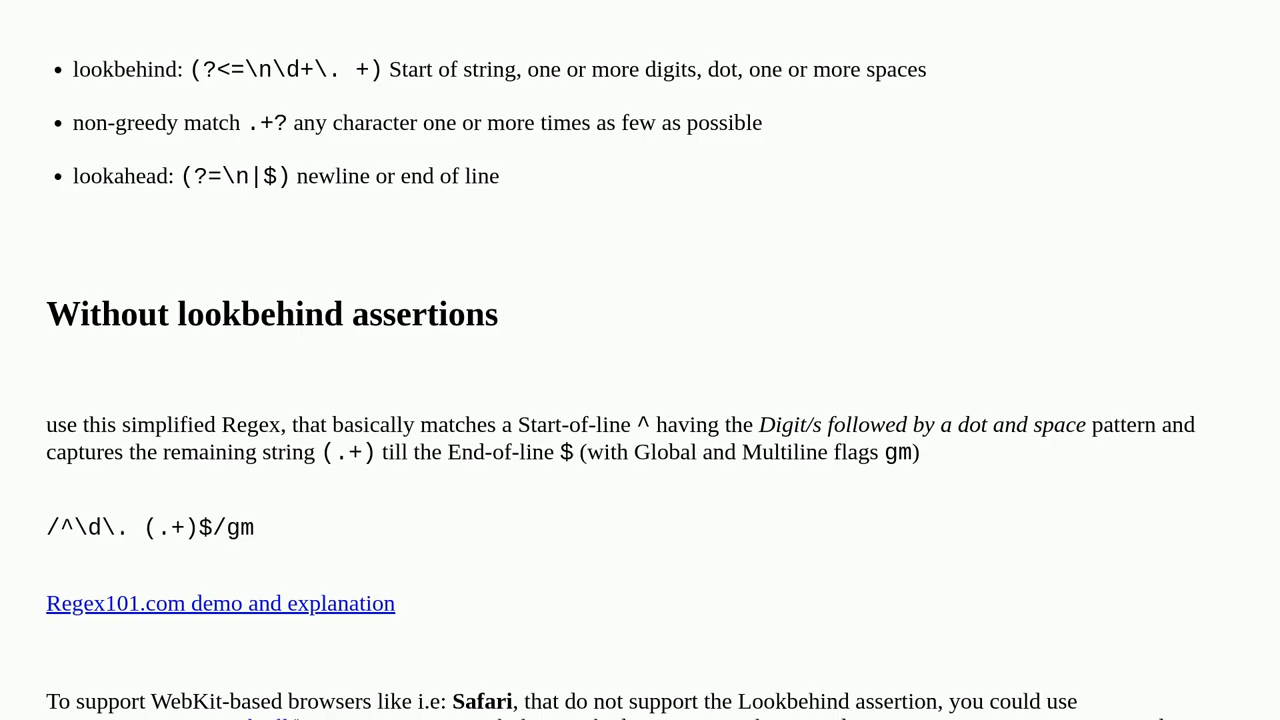 • lookbehind: (?<=\n\d+\. +) Start of string, one or more digits, dot, one or more spaces
• non-greedy match .+? any character one or more times as few as possible
• lookahead: (?=\n|$) newline or end of line
Without lookbehind assertions
use this simplified Regex, that basically matches a Start-of-line ^ having the Digit/s followed by a dot and space pattern and
captures the remaining string (.+) till the End-of-line $ (with Global and Multiline flags gm)
/^\d\. (.+)$/gm
Regex101.com demo and explanation
To support WebKit-based browsers like i.e: Safari, that do not support the Lookbehind assertion, you could use